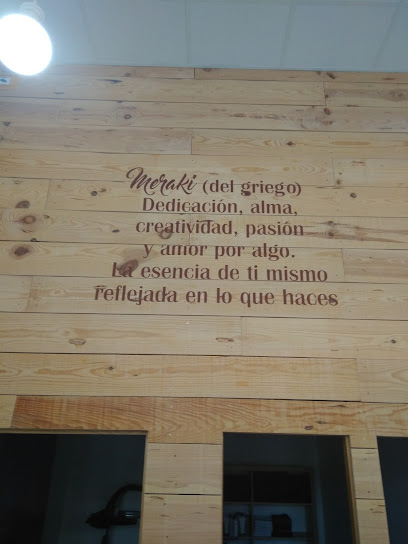 Meraki (del griego)
Dedicación, alma,
creatividad, pasión
y amor por algo.
La esencia de ti mismo
reflejada en lo que haces